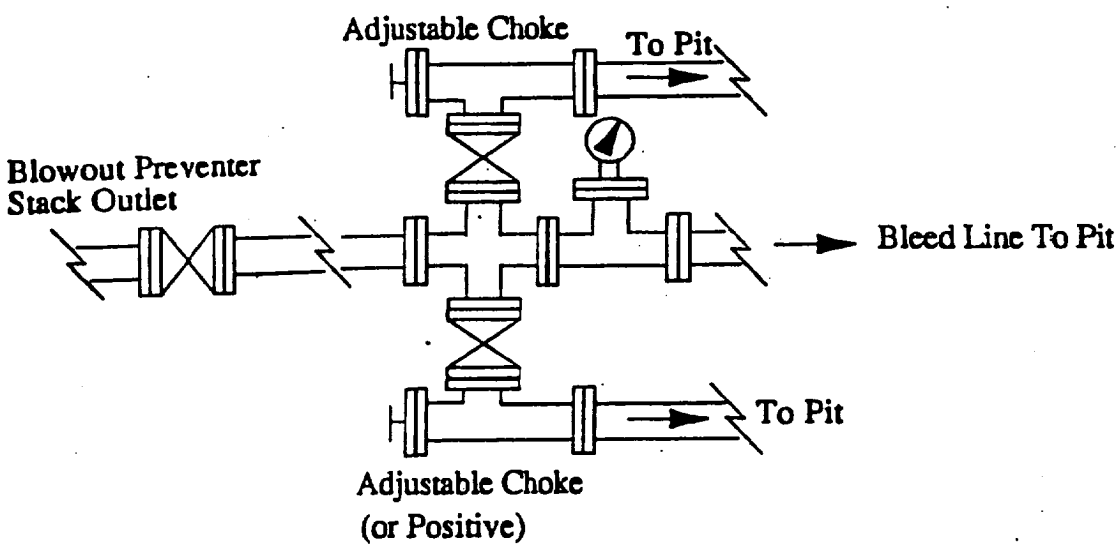 Adjustable Choke
To Pit
Blowout Preventer
Stack Outlet
Bleed Line To Pit
To Pit
Adjustable Choke
(or Positive)